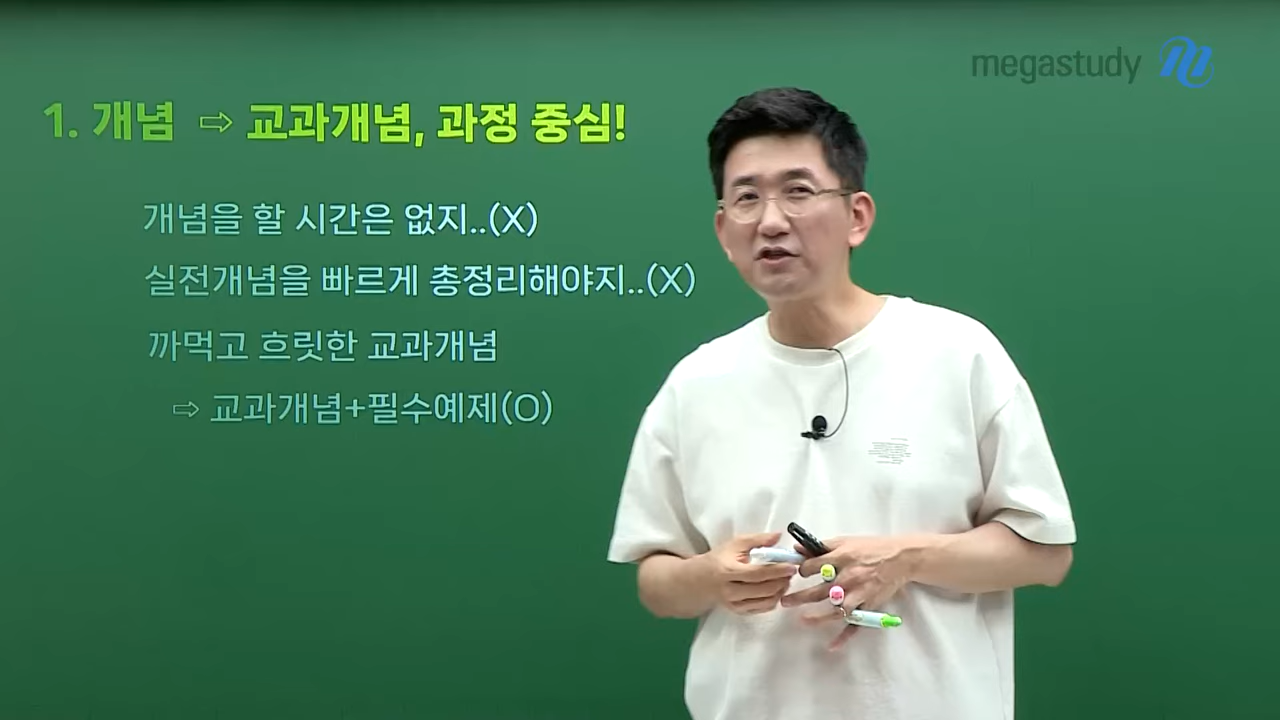 megastudy
1. 개념 ⇨ 교과개념, 과정 중심!
개념을 할 시간은 없지..(X)
실전개념을 빠르게 총정리해야지..(X)
까먹고 흐릿한 교과개념
⇨ 교과개념+필수예제(O)